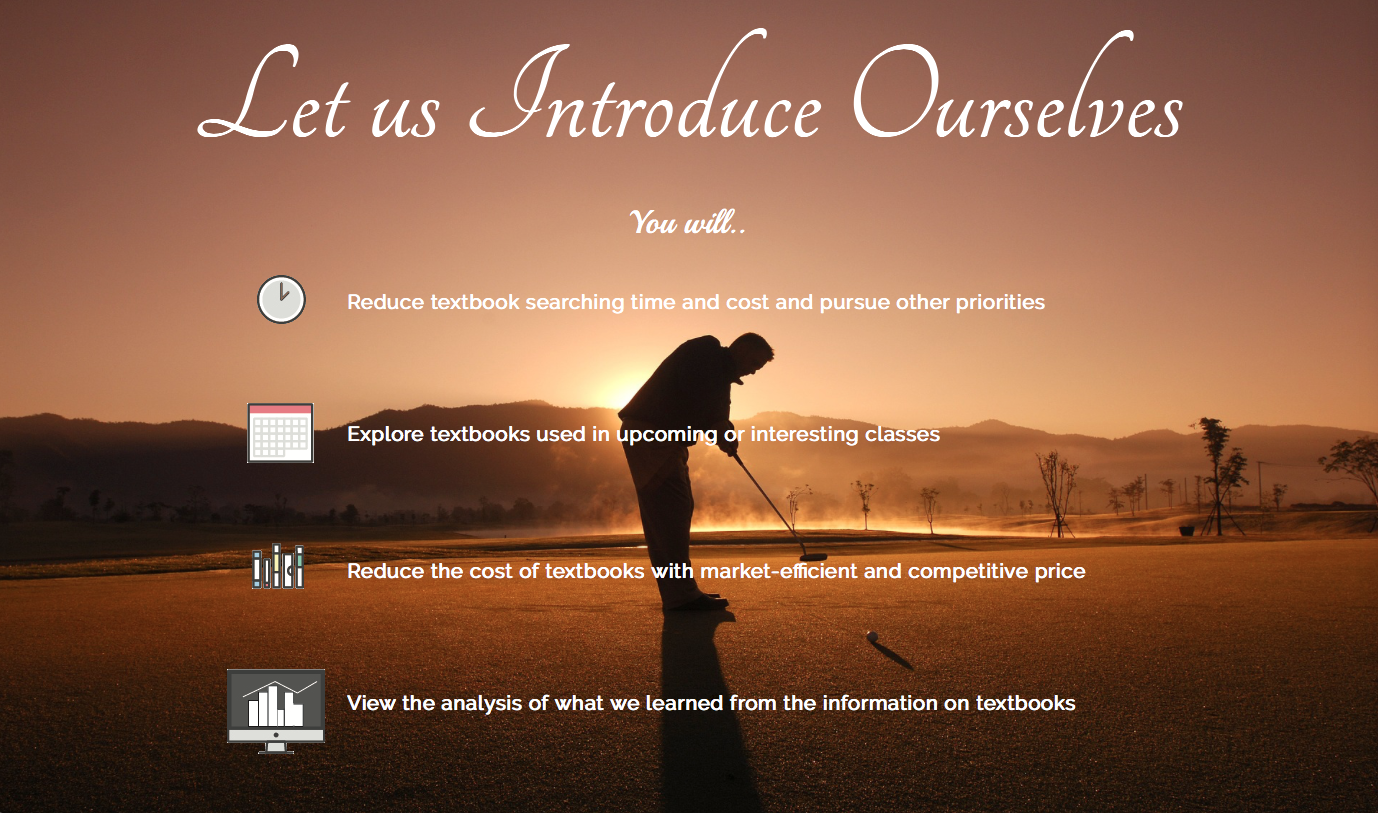 Let us Introduce Ourselves
You will..
Reduce textbook searching time and cost and pursue other priorities
Explore textbooks used in upcoming or interesting classes
Reduce the cost of textbooks with market-efficient and competitive price
View the analysis of what we learned from the information on textbooks